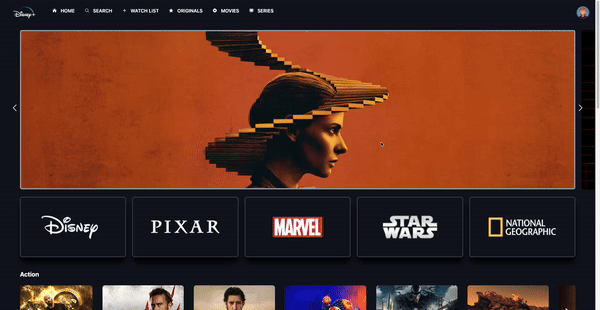 Disney+ HOME SEARCH WATCH LIST ORIGINALS MOVIES SERIES
DISNEY PIXAR MARVEL STAR WARS NATIONAL GEOGRAPHIC
Action